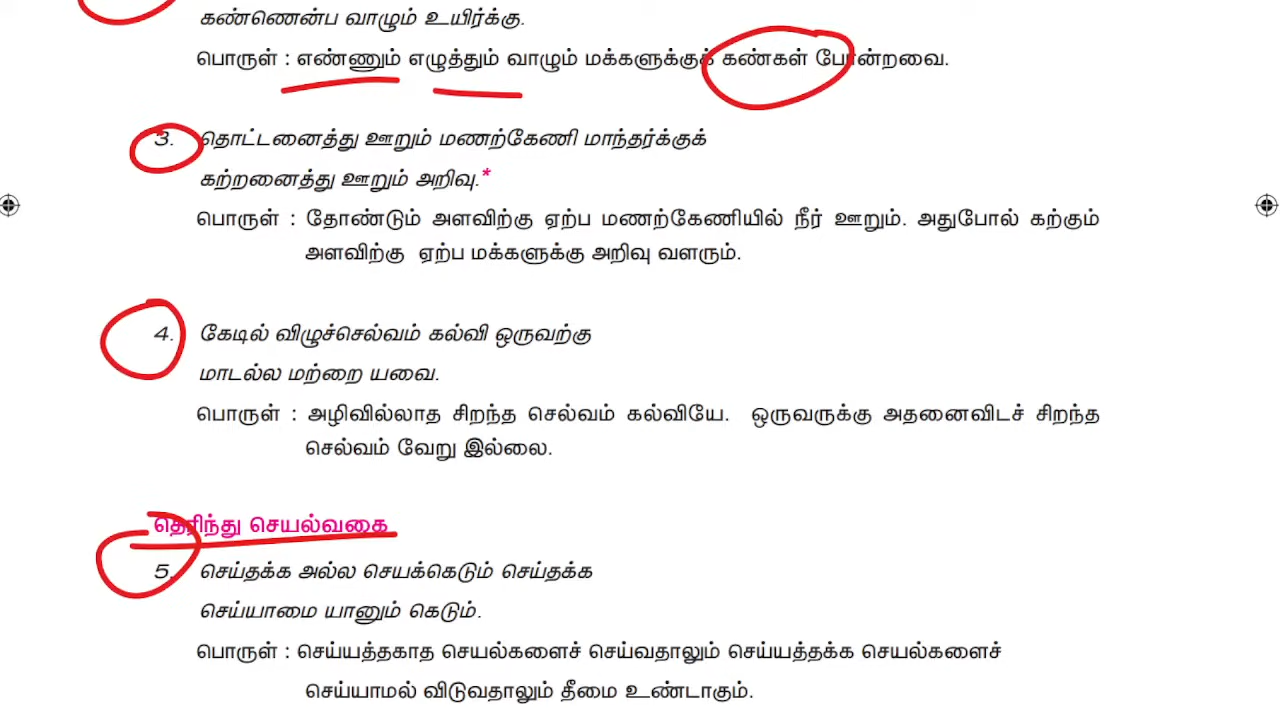 கண்ணென்ப வாழும் உயிர்க்கு.
பொருள் : எண்ணும் எழுத்தும் வாழும் மக்களுக்குக் கண்கள் போன்றவை.
3. தொட்டனைத்து ஊறும் மணற்கேணி மாந்தர்க்குக்
கற்றனைத்து ஊறும் அறிவு.*
பொருள் : தோண்டும் அளவிற்கு ஏற்ப மணற்கேணியில் நீர் ஊறும். அதுபோல் கற்கும்
அளவிற்கு ஏற்ப மக்களுக்கு அறிவு வளரும்.
4. கேடில் விழுச்செல்வம் கல்வி ஒருவற்கு
மாடல்ல மற்றை யவை.
பொருள் : அழிவில்லாத சிறந்த செல்வம் கல்வியே. ஒருவருக்கு அதனைவிடச் சிறந்த
செல்வம் வேறு இல்லை.
தெரிந்து செயல்வகை
5. செய்தக்க அல்ல செயக்கெடும் செய்தக்க
செய்யாமை யானும் கெடும்.
பொருள் : செய்யத்தகாத செயல்களைச் செய்வதாலும் செய்யத்தக்க செயல்களைச்
செய்யாமல் விடுவதாலும் தீமை உண்டாகும்.